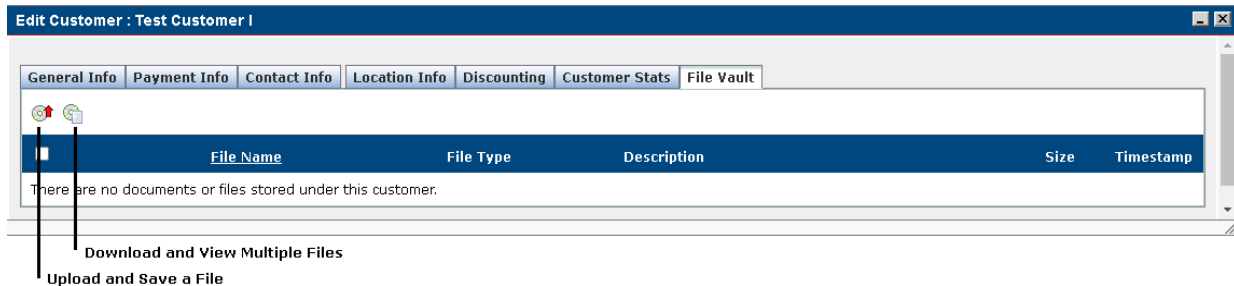 Edit Customer : Test Customer I
General Info Payment Info Contact Info Location Info Discounting Customer Stats File Vault
File Name File Type Description Size Timestamp
There are no documents or files stored under this customer.
Download and View Multiple Files
Upload and Save a File